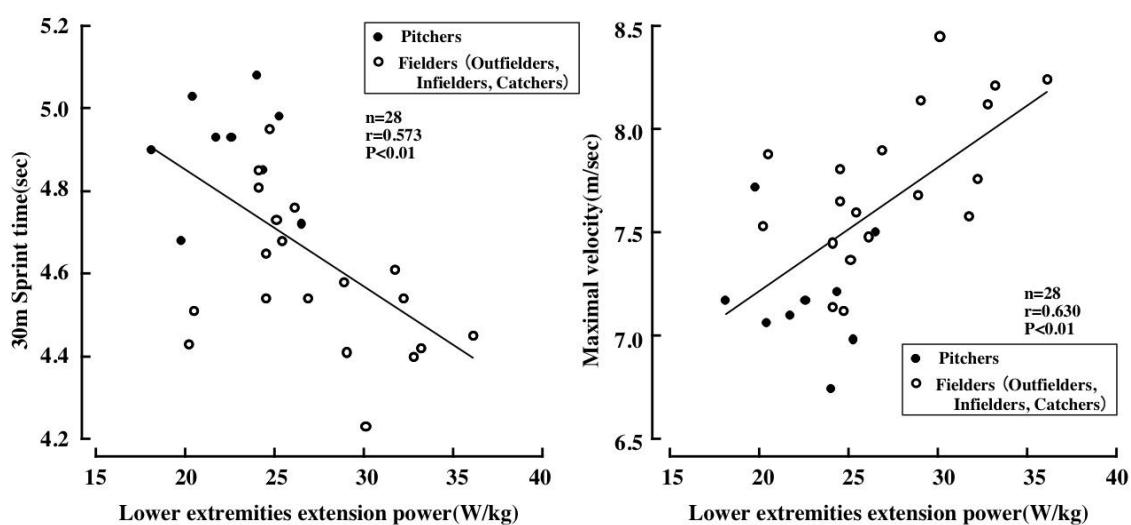 5.2
5.0
4.8
4.6
4.4
4.2
30m Sprint time(sec)
Pitchers
Fielders (Outfielders,
Infielders, Catchers)
n=28
r=0.573
P<0.01
15 20 25 30 35 40
Lower extremities extension power(W/kg)
8.5
8.0
7.5
7.0
6.5
Maximal velocity(m/sec)
n=28
r=0.630
P<0.01
Pitchers
Fielders (Outfielders,
Infielders, Catchers)
15 20 25 30 35 40
Lower extremities extension power(W/kg)